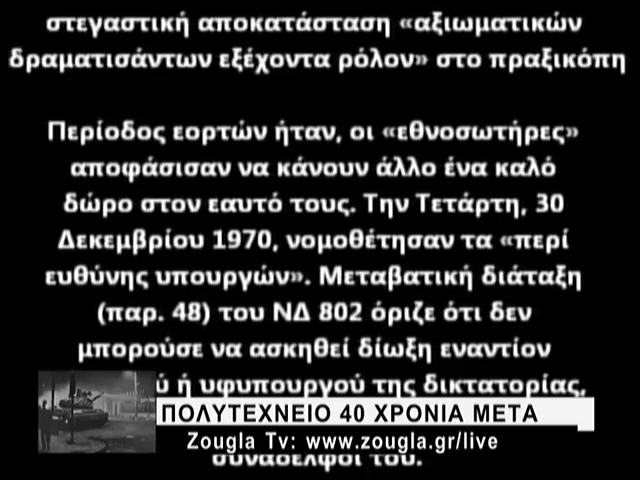 στεγαστική αποκατάσταση «αξιωματικών
δραματισάντων εξέχοντα ρόλον» στο πραξικόπη
Περίοδος εορτών ήταν, οι «εθνοσωτήρες»
αποφάσισαν να κάνουν άλλο ένα καλό
δώρο στον εαυτό τους. Την Τετάρτη, 30
Δεκεμβρίου 1970, νομοθέτησαν τα «περί
ευθύνης υπουργών». Μεταβατική διάταξη
(παρ. 48) του ΝΔ 802 όριζε ότι δεν
μπορούσε να ασκηθεί δίωξη εναντίον
ή υφυπουργού της δικτατορίας,
ΠΟΛΥΤΕΧΝΕΙΟ 40 ΧΡΟΝΙΑ ΜΕΤΑ
Zougla Tv: www.zougla.gr/live
συνάδελφοί του.